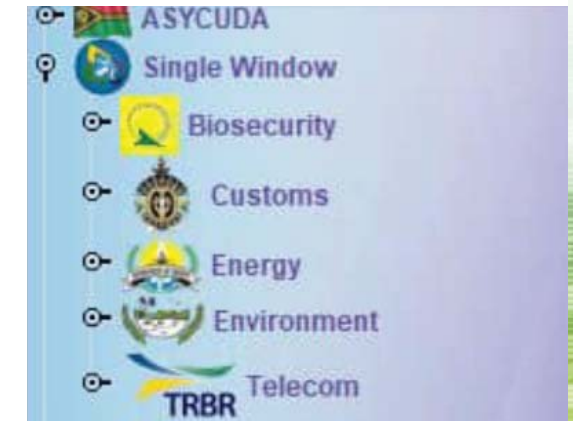 ASYCUDA
Single Window
Biosecurity
Customs
Energy
Environment
Telecom
TRBR